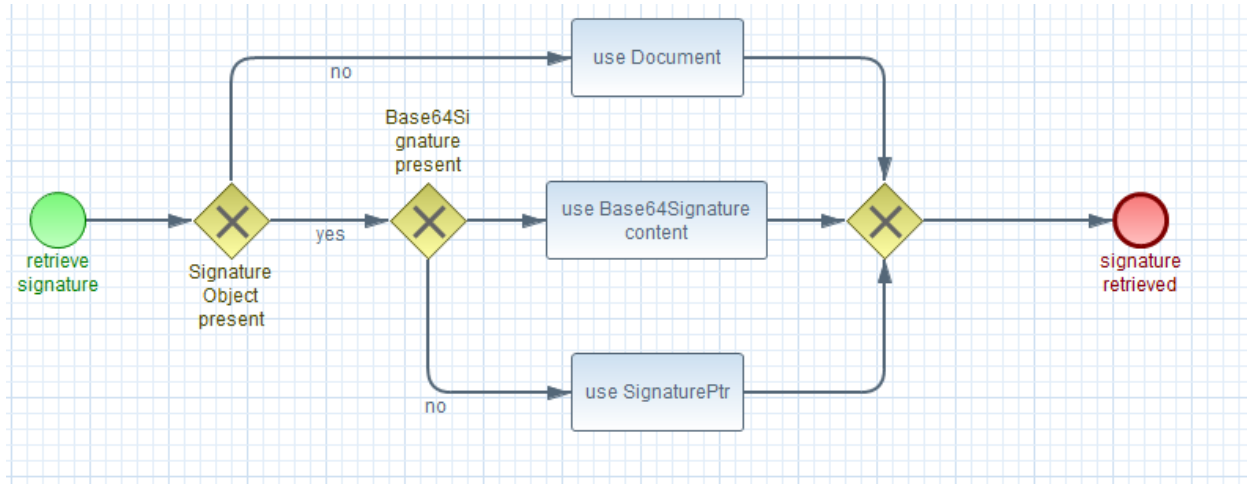 use Document
no
Base64Si
gnature
present
use Base64Signature
content
yes
retrieve
signature
Signature
Object
present
signature
retrieved
use SignaturePtr
no